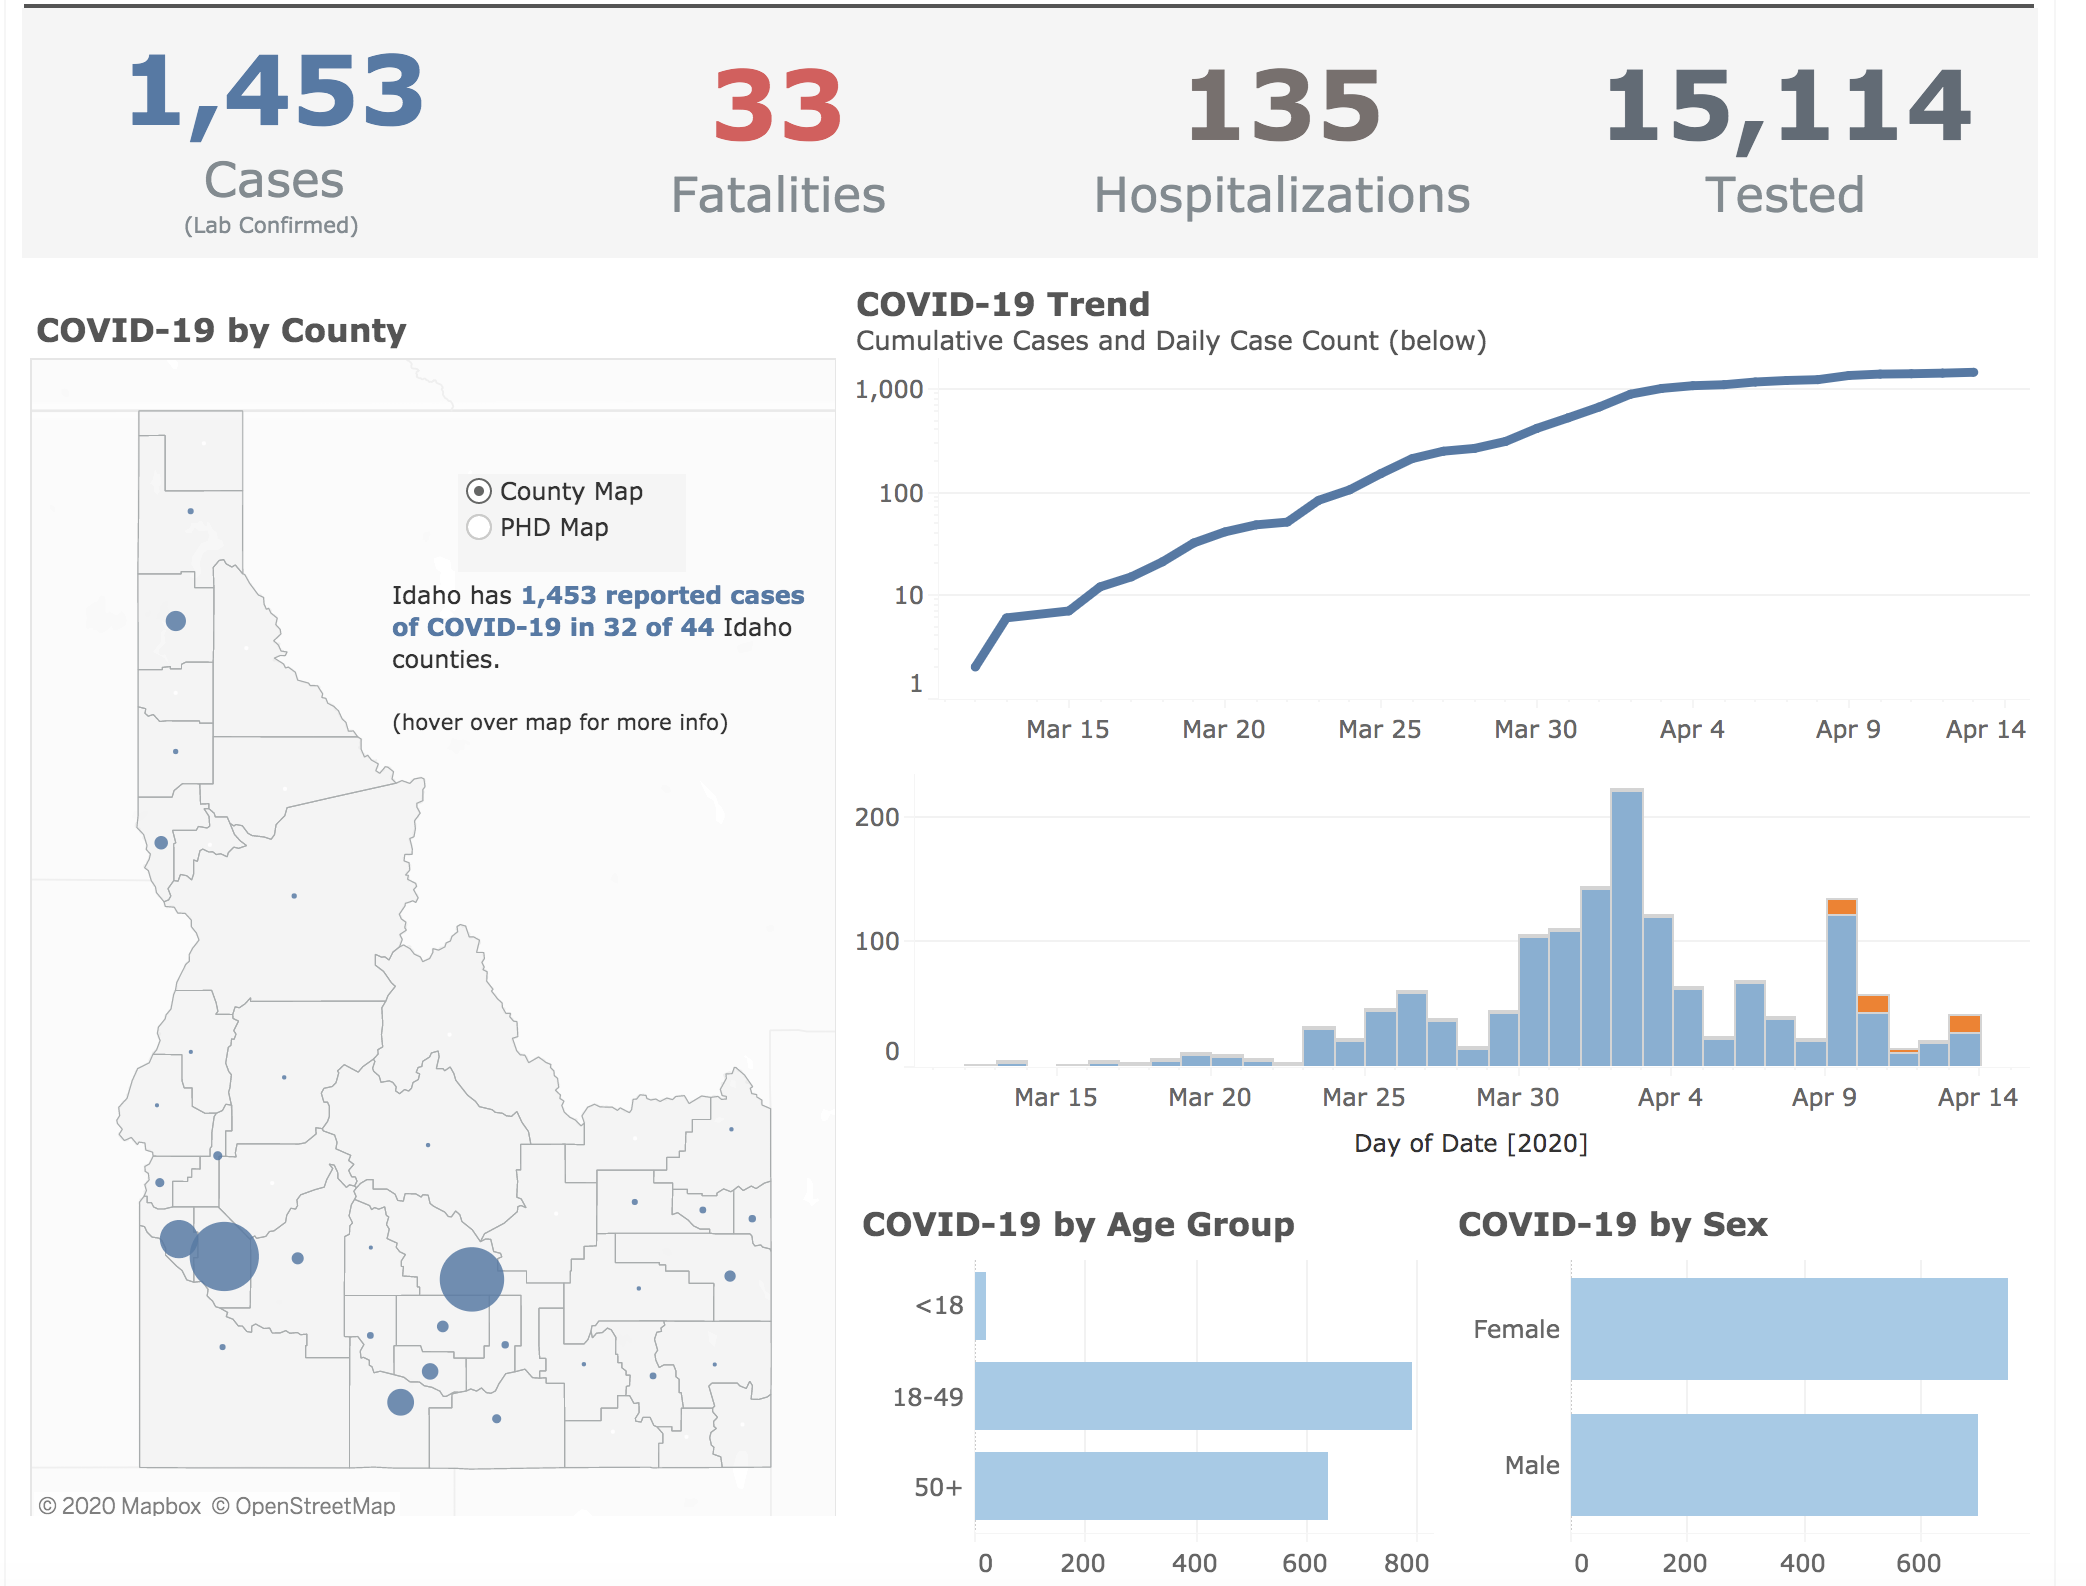 1,453
Cases
(Lab Confirmed)
33
Fatalities
135
Hospitalizations
15,114
Tested
COVID-19 by County
County Map
PHD Map
Idaho has 1,453 reported cases
of COVID-19 in 32 of 44 Idaho
counties.
(hover over map for more info)
© 2020 Mapbox © OpenStreetMap
COVID-19 Trend
Cumulative Cases and Daily Case Count (below)
1,000
100
10
1
Mar 15 Mar 20 Mar 25 Mar 30 Apr 4 Apr 9 Apr 14
200
100
0
Mar 15 Mar 20 Mar 25 Mar 30 Apr 4 Apr 9 Apr 14
Day of Date [2020]
COVID-19 by Age Group
<18
18-49
50+
0 200 400 600 800
COVID-19 by Sex
Female
Male
0 200 400 600